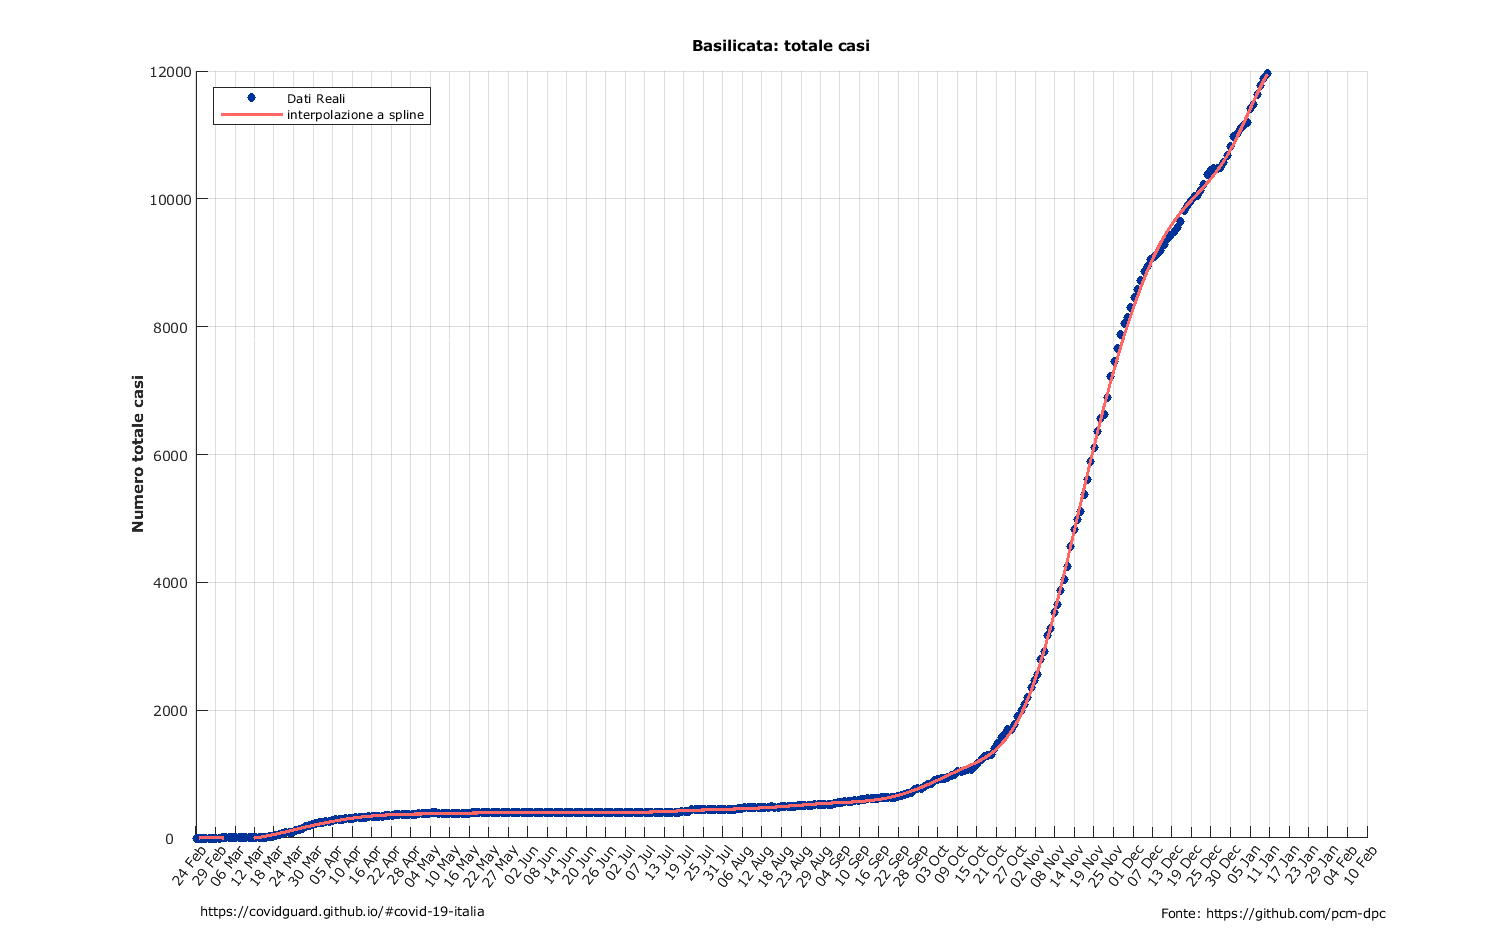 Basilicata: totale casi
12000
10000
8000
6000
4000
2000
0
Dati Reali
interpolazione a spline
Numero totale casi
24 Feb
29 Feb
06 Mar
12 Mar
18 Mar
24 Mar
30 Mar
05 Apr
10 Apr
16 Apr
22 Apr
28 Apr
04 May
10 May
16 May
22 May
27 May
02 Jun
08 Jun
14 Jun
20 Jun
26 Jun
02 Jul
07 Jul
13 Jul
19 Jul
25 Jul
31 Jul
06 Aug
12 Aug
18 Aug
23 Aug
29 Aug
04 Sep
10 Sep
16 Sep
22 Sep
28 Sep
03 Oct
09 Oct
15 Oct
21 Oct
27 Oct
02 Nov
08 Nov
14 Nov
19 Nov
25 Nov
01 Dec
07 Dec
13 Dec
19 Dec
25 Dec
30 Dec
05 Jan
11 Jan
17 Jan
23 Jan
29 Jan
04 Feb
10 Feb
https://covidguard.github.io/#covid-19-italia
Fonte: https://github.com/pcm-dpc